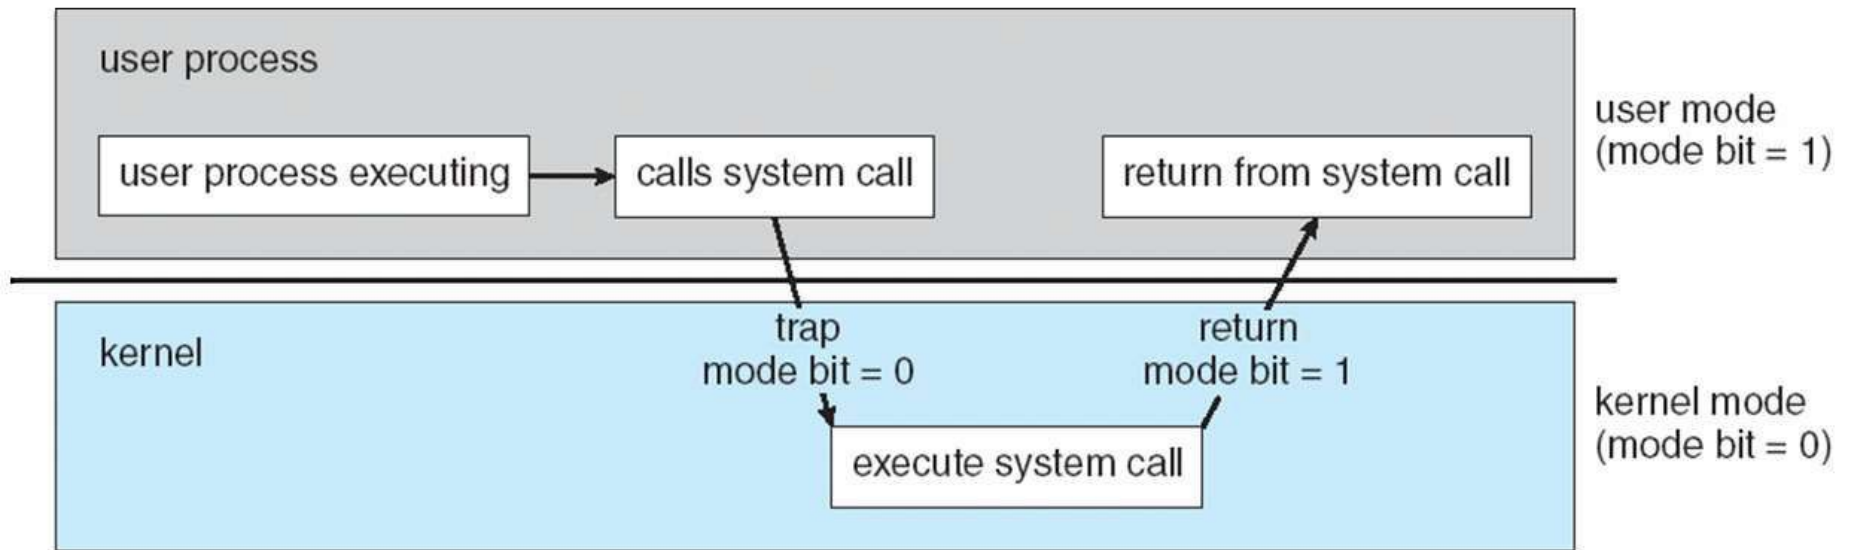 user process
user process executing
calls system call
return from system call
user mode
(mode bit = 1)
kernel
trap
mode bit = 0
return
mode bit = 1
execute system call
kernel mode
(mode bit = 0)